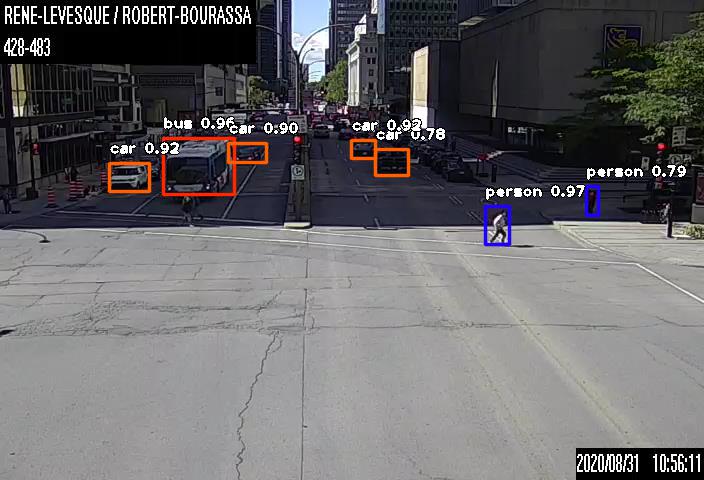 RENE-LEVESQUE / ROBERT-BOURASSA
428-483
bus 0.96
car 0.90
car 0.92
car 0.78
car 0.92
person 0.79
person 0.97
2020/08/31 10:56:11